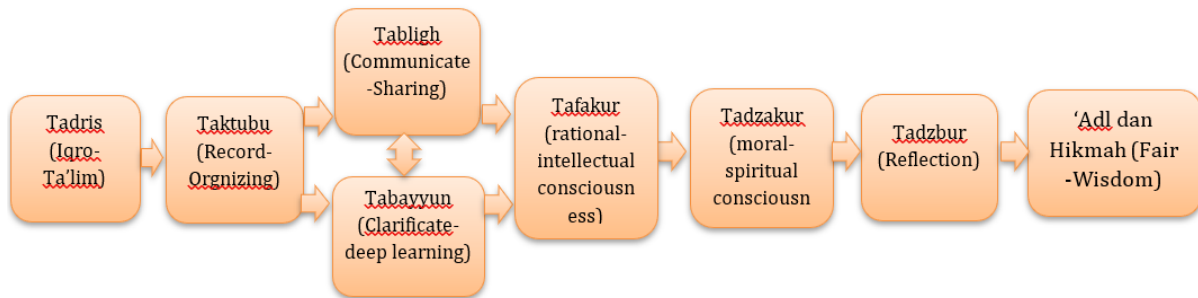 Tadris
(Iqro-
Ta’lim)
Taktubu
(Record-
Orgnizing)
Tabligh
(Communicate
-Sharing)
Tabayyun
(Clarificate-
deep learning)
Tafakur
(rational-
intellectual
consciousn
ess)
Tadzakur
(moral-
spiritual
consciousn
Tadzbur
(Reflection)
‘Adl dan
Hikmah (Fair
-Wisdom)